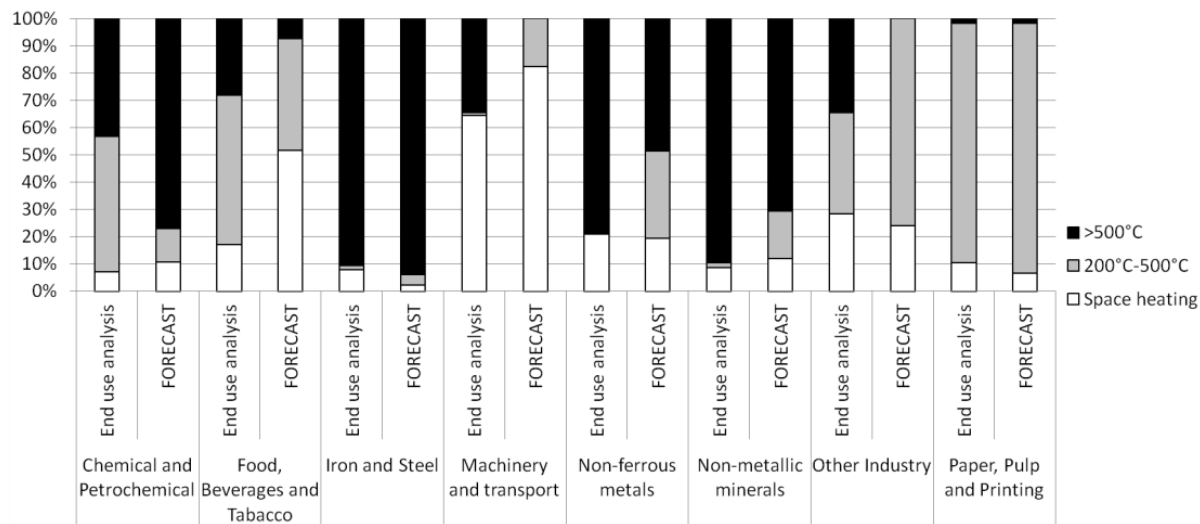 100%
90%
80%
70%
60%
50%
40%
30%
20%
10%
0%
>500°C
200°C-500°C
Space heating
End use analysis
FORECAST
End use analysis
FORECAST
End use analysis
FORECAST
End use analysis
FORECAST
End use analysis
FORECAST
End use analysis
FORECAST
End use analysis
FORECAST
End use analysis
FORECAST
Chemical and
Petrochemical
Food,
Beverages and
Tabacco
Iron and Steel
Machinery
and transport
Non-ferrous
metals
Non-metallic
minerals
Other Industry
Paper, Pulp
and Printing